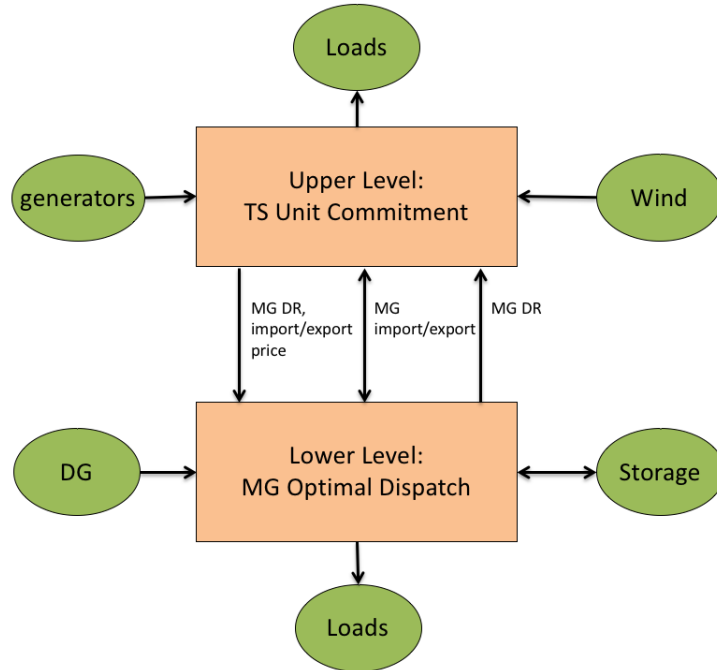 Loads
generators
Upper Level:
TS Unit Commitment
Wind
MG DR,
import/export
price
MG
import/export
MG DR
DG
Lower Level:
MG Optimal Dispatch
Storage
Loads